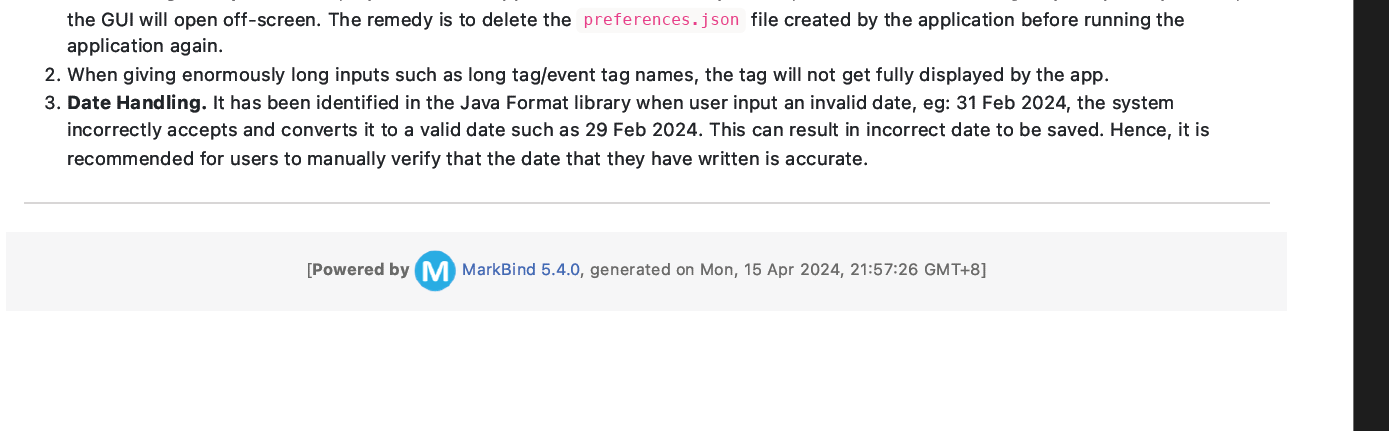 the GUI will open off-screen. The remedy is to delete the preferences.json file created by the application before running the
application again.
2. When giving enormously long inputs such as long tag/event tag names, the tag will not get fully displayed by the app.
3. Date Handling. It has been identified in the Java Format library when user input an invalid date, eg: 31 Feb 2024, the system
incorrectly accepts and converts it to a valid date such as 29 Feb 2024. This can result in incorrect date to be saved. Hence, it is
recommended for users to manually verify that the date that they have written is accurate.
[Powered by M MarkBind 5.4.0, generated on Mon, 15 Apr 2024, 21:57:26 GMT+8]